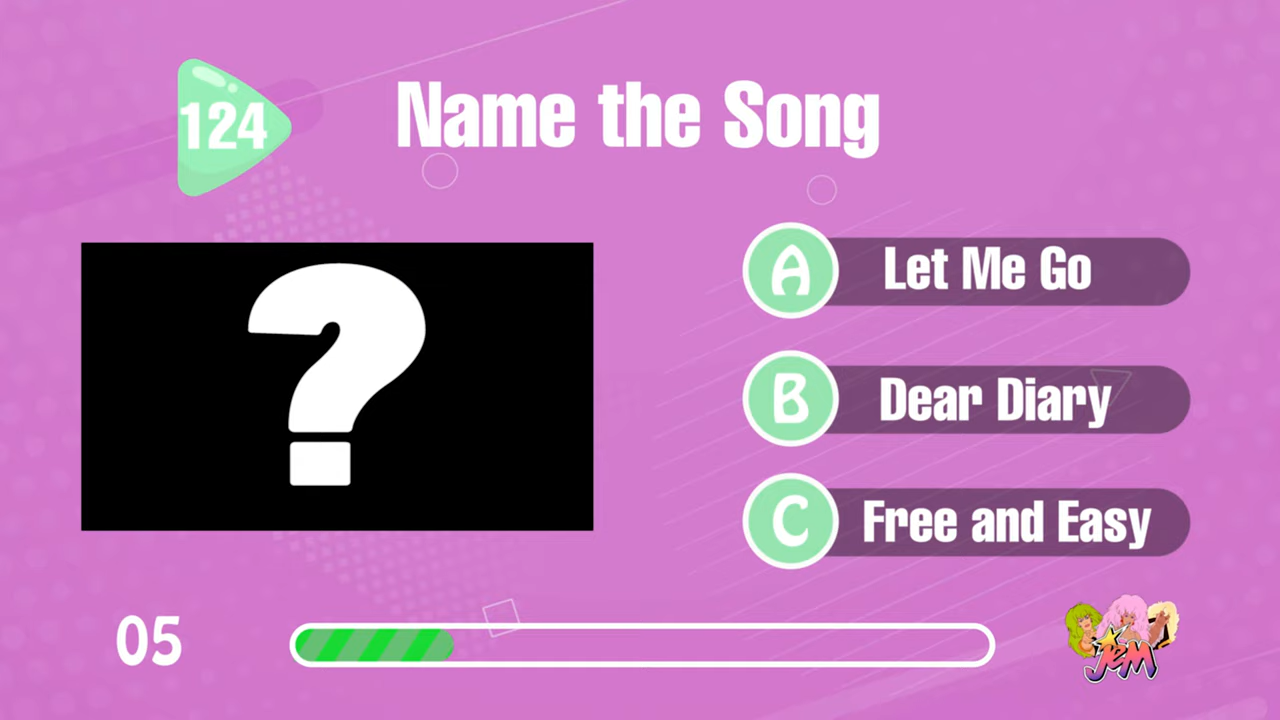 124
Name the Song
?
A Let Me Go
B Dear Diary
C Free and Easy
05
JEM